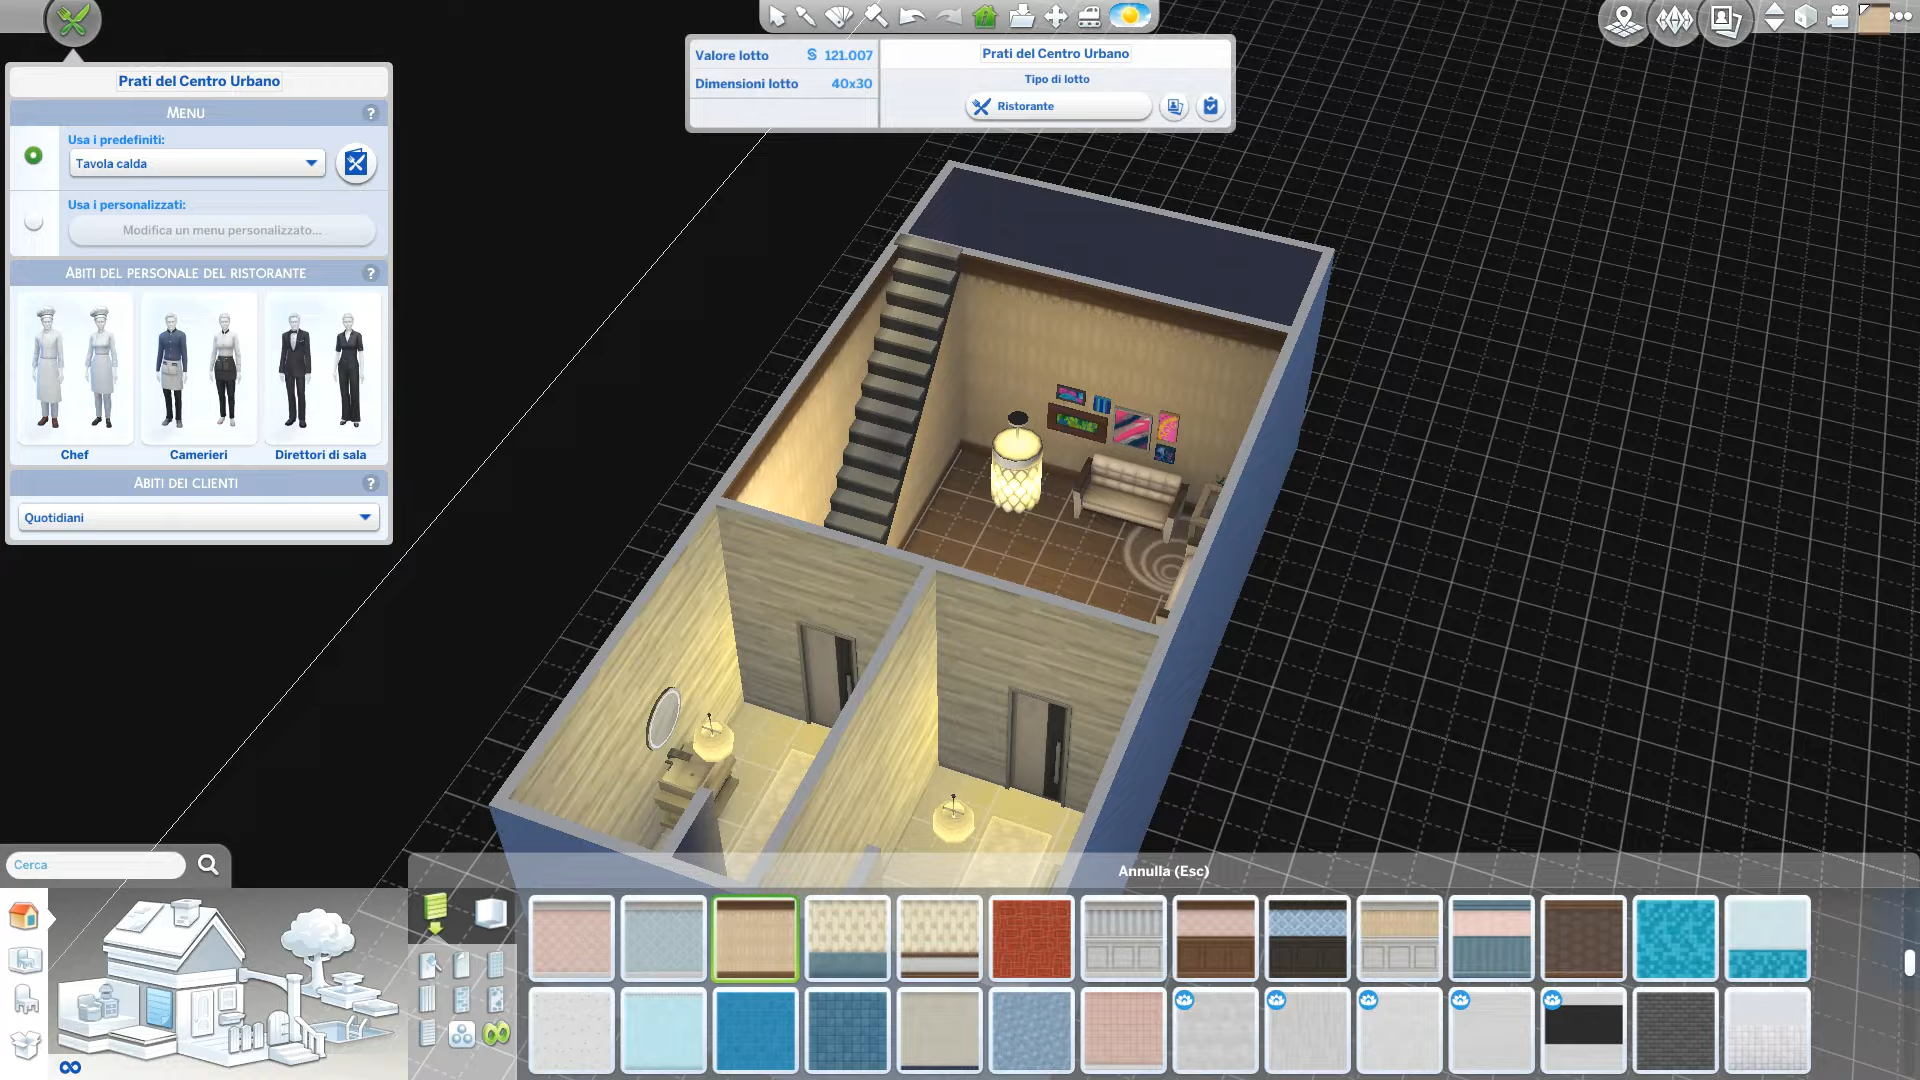 Prati del Centro Urbano
MENU
?
Usa i predefiniti:
Tavola calda
Usa i personalizzati:
Modifica un menu personalizzato...
ABITI DEL PERSONALE DEL RISTORANTE
?
Chef
Camerieri
Direttori di sala
ABITI DEI CLIENTI
?
Quotidiani
Valore lotto
S 121.007
Dimensioni lotto
40x30
Prati del Centro Urbano
Tipo di lotto
Ristorante
Cerca
Annulla (Esc)